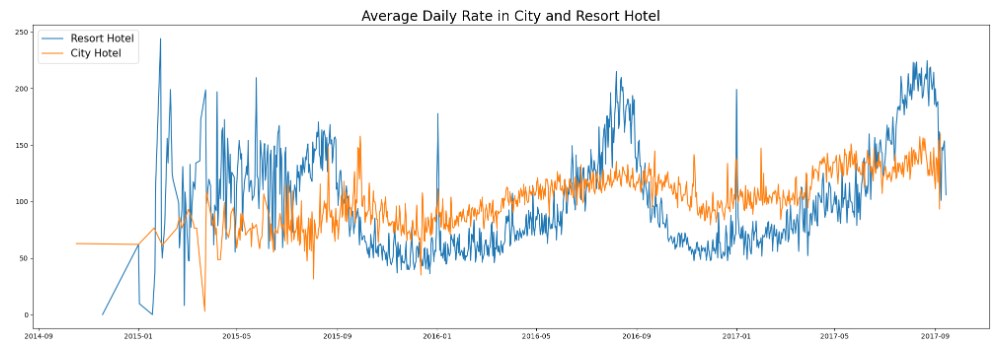 Average Daily Rate in City and Resort Hotel
Resort Hotel
City Hotel
250
200
150
100
50
0
2014-09 2015-01 2015-05 2015-09 2016-01 2016-05 2016-09 2017-01 2017-05 2017-09